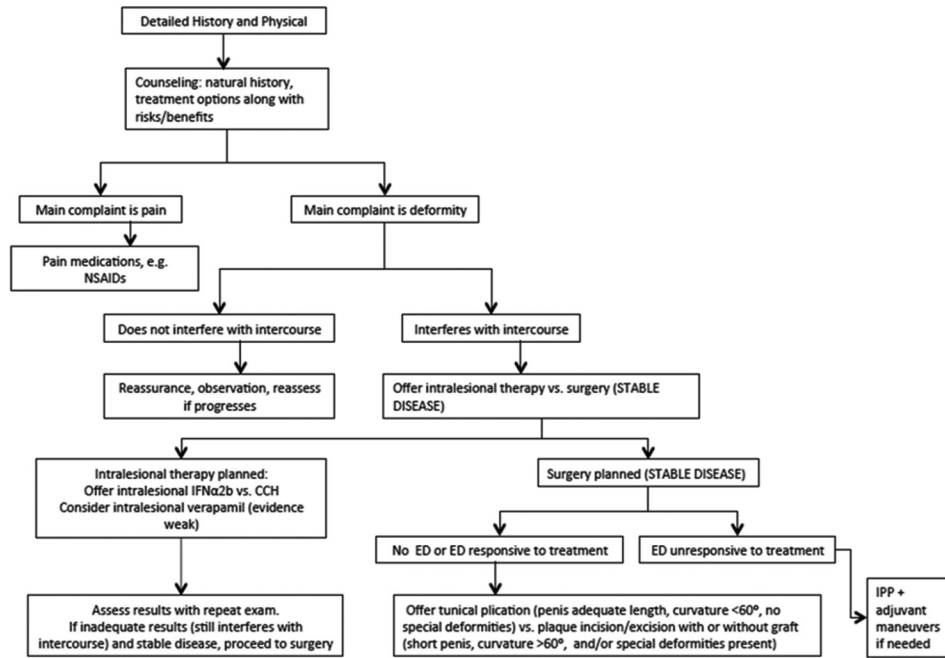 Detailed History and Physical
Counseling: natural history,
treatment options along with
risks/benefits
Main complaint is pain
Main complaint is deformity
Pain medications, e.g.
NSAIDs
Does not interfere with intercourse
Interferes with intercourse
Reassurance, observation, reassess
if progresses
Offer intralesional therapy vs. surgery (STABLE
DISEASE)
Intralesional therapy planned:
Offer intralesional IFNα2b vs. CCH
Consider intralesional verapamil (evidence
weak)
Surgery planned (STABLE DISEASE)
No ED or ED responsive to treatment
ED unresponsive to treatment
Assess results with repeat exam.
If inadequate results (still interferes with
intercourse) and stable disease, proceed to surgery
Offer tunical plication (penis adequate length, curvature <60º, no
special deformities) vs. plaque incision/excision with or without graft
(short penis, curvature >60º, and/or special deformities present)
IPP +
adjuvant
maneuvers
if needed